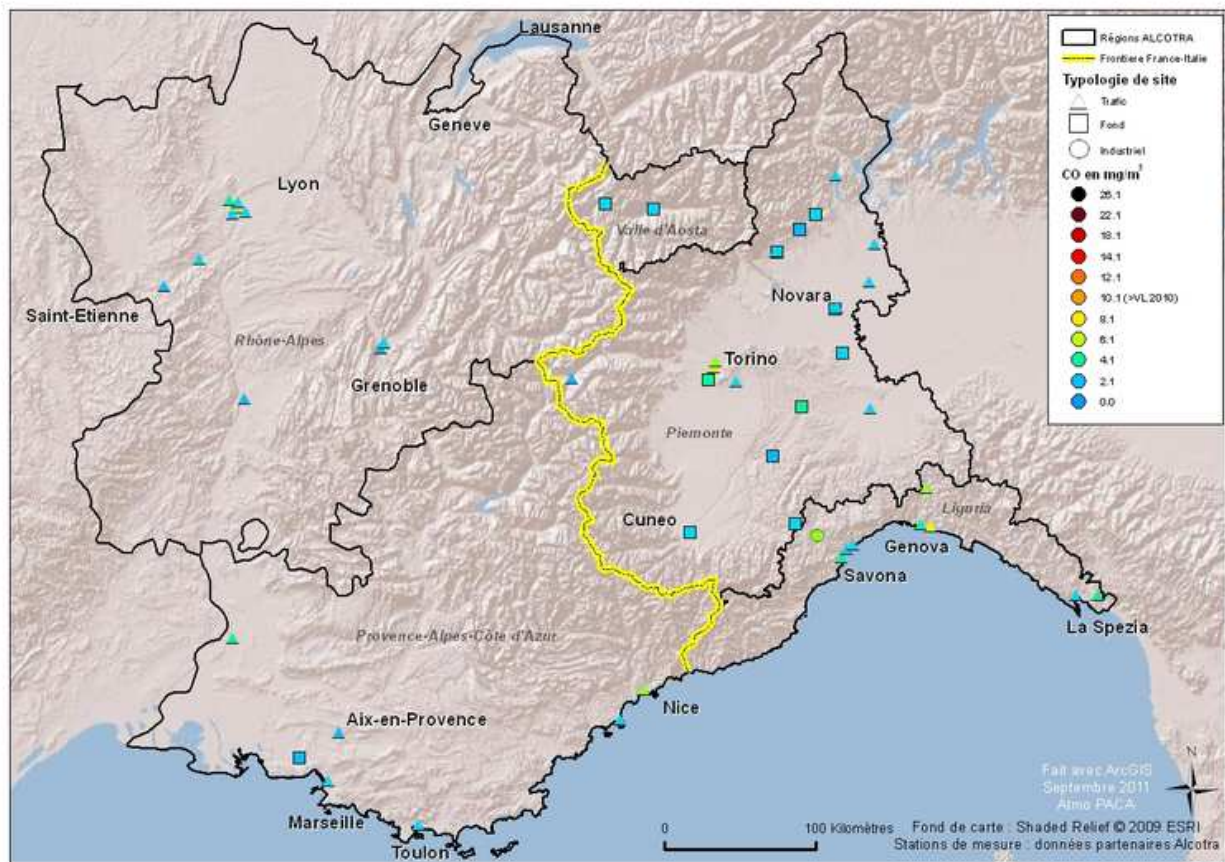 Lausanne
Geneve
Lyon
Valle d'Aosta
Saint-Etienne
Novara
Rhône-Alpes
Grenoble
Torino
Piemonte
Cuneo
Liguria
Genova
Savona
La Spezia
Provence-Alpes-Côte d'Azur
Nice
Aix-en-Provence
Marseille
Toulon
Régions ALCOTRA
Frontiere France-Italie
Typologie de site
Trafic
Fond
Industriel
CO en mg/m³
26.1
22.1
18.1
14.1
12.1
10.1 (>VL 2010)
8.1
6.1
4.1
2.1
0.0
N
Fait avec ArcGIS
Septembre 2011
Atmo PACA
0 100 Kilomètres
Fond de carte : Shaded Relief © 2009 ESRI
Stations de mesure : données partenaires Alcotra